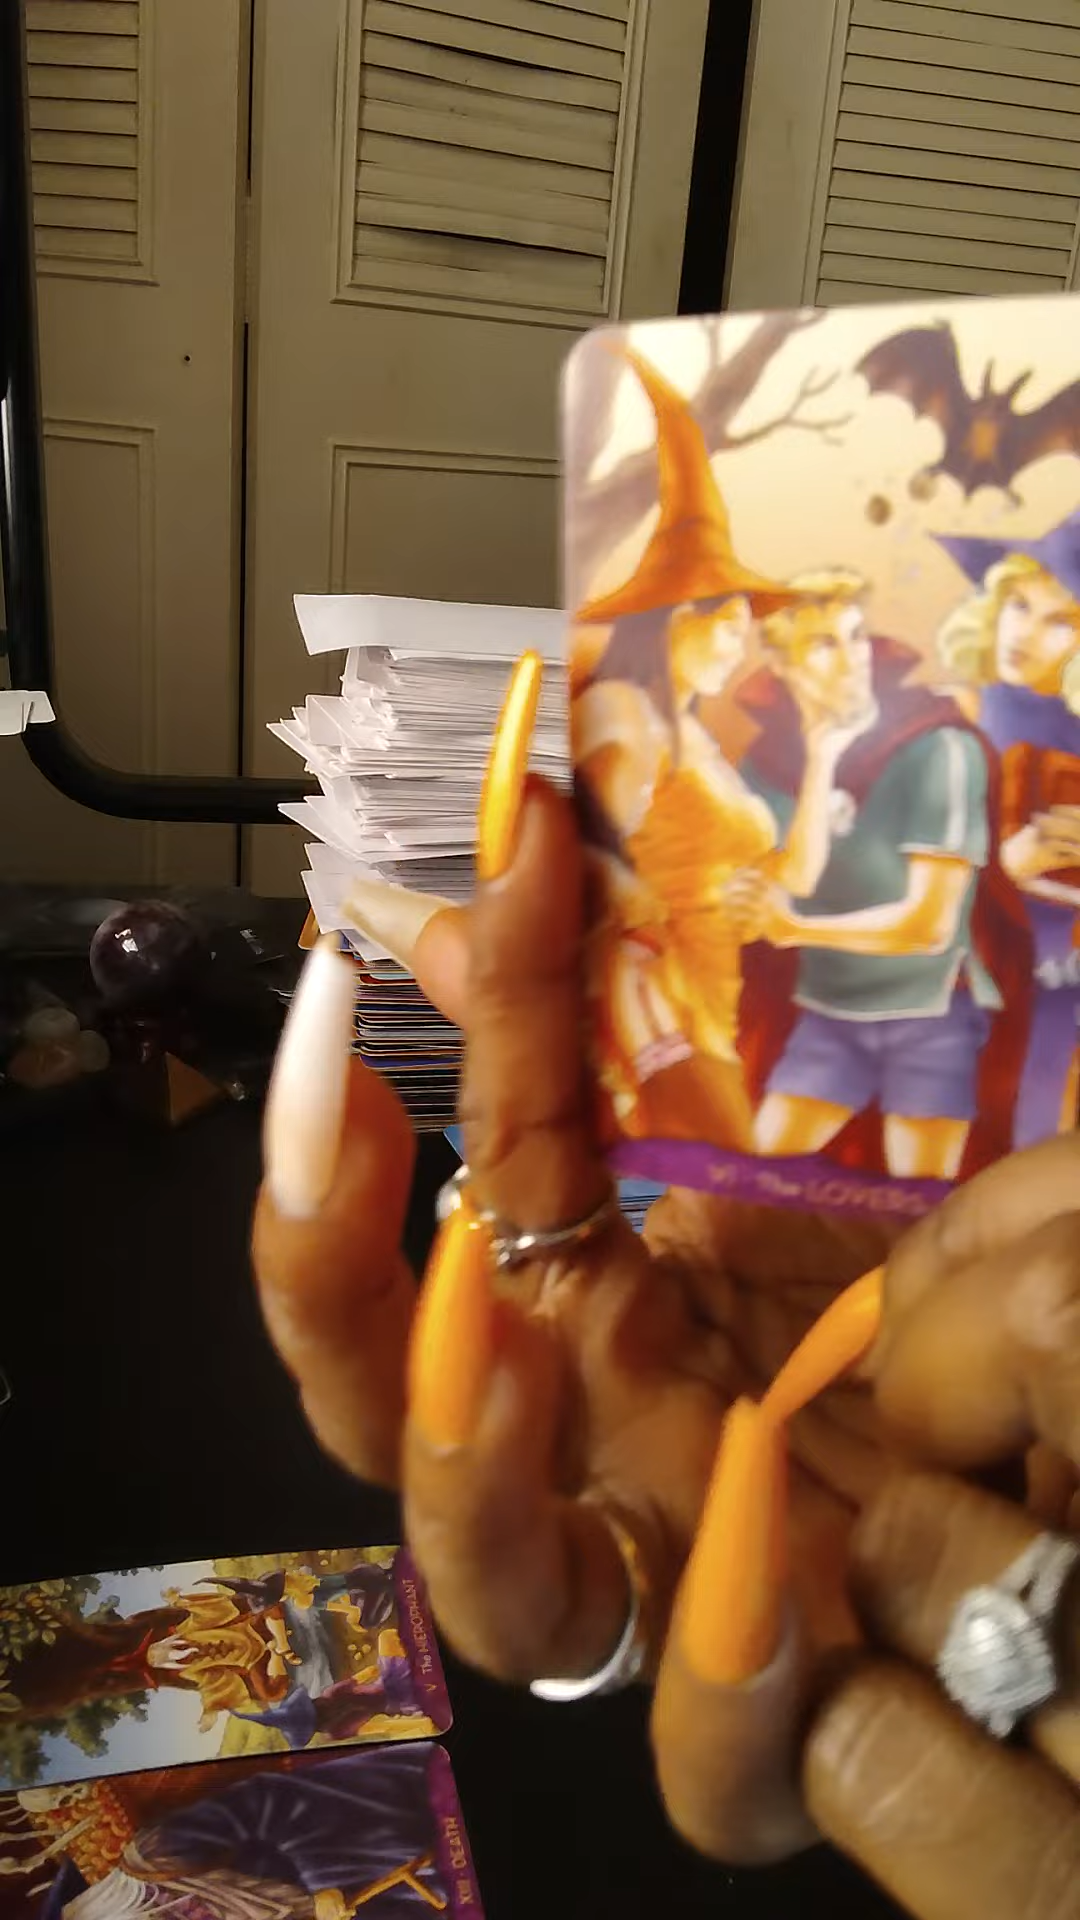 VI · The LOVERS
V The HIEROPHANT
XIII · DEATH